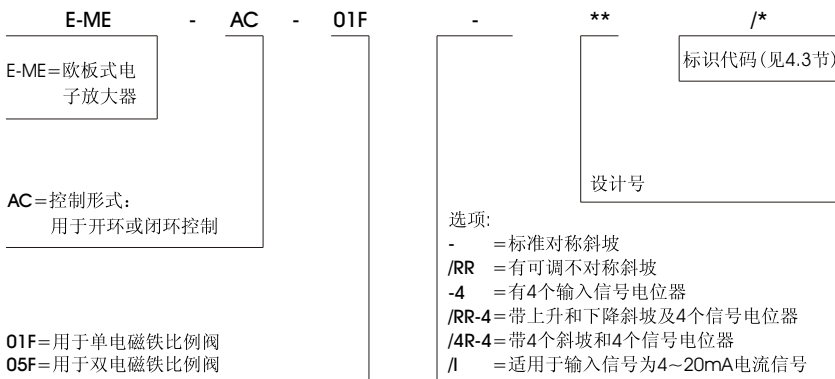 E-ME - AC - 01F - ** /*
E-ME=欧板式电
子放大器
标识代码(见4.3节)
设计号
AC=控制形式：
用于开环或闭环控制
选项:
- =标准对称斜坡
/RR =有可调不对称斜坡
-4 =有4个输入信号电位器
/RR-4=带上升和下降斜坡及4个信号电位器
/4R-4=带4个斜坡和4个信号电位器
/I =适用于输入信号为4~20mA电流信号
01F=用于单电磁铁比例阀
05F=用于双电磁铁比例阀